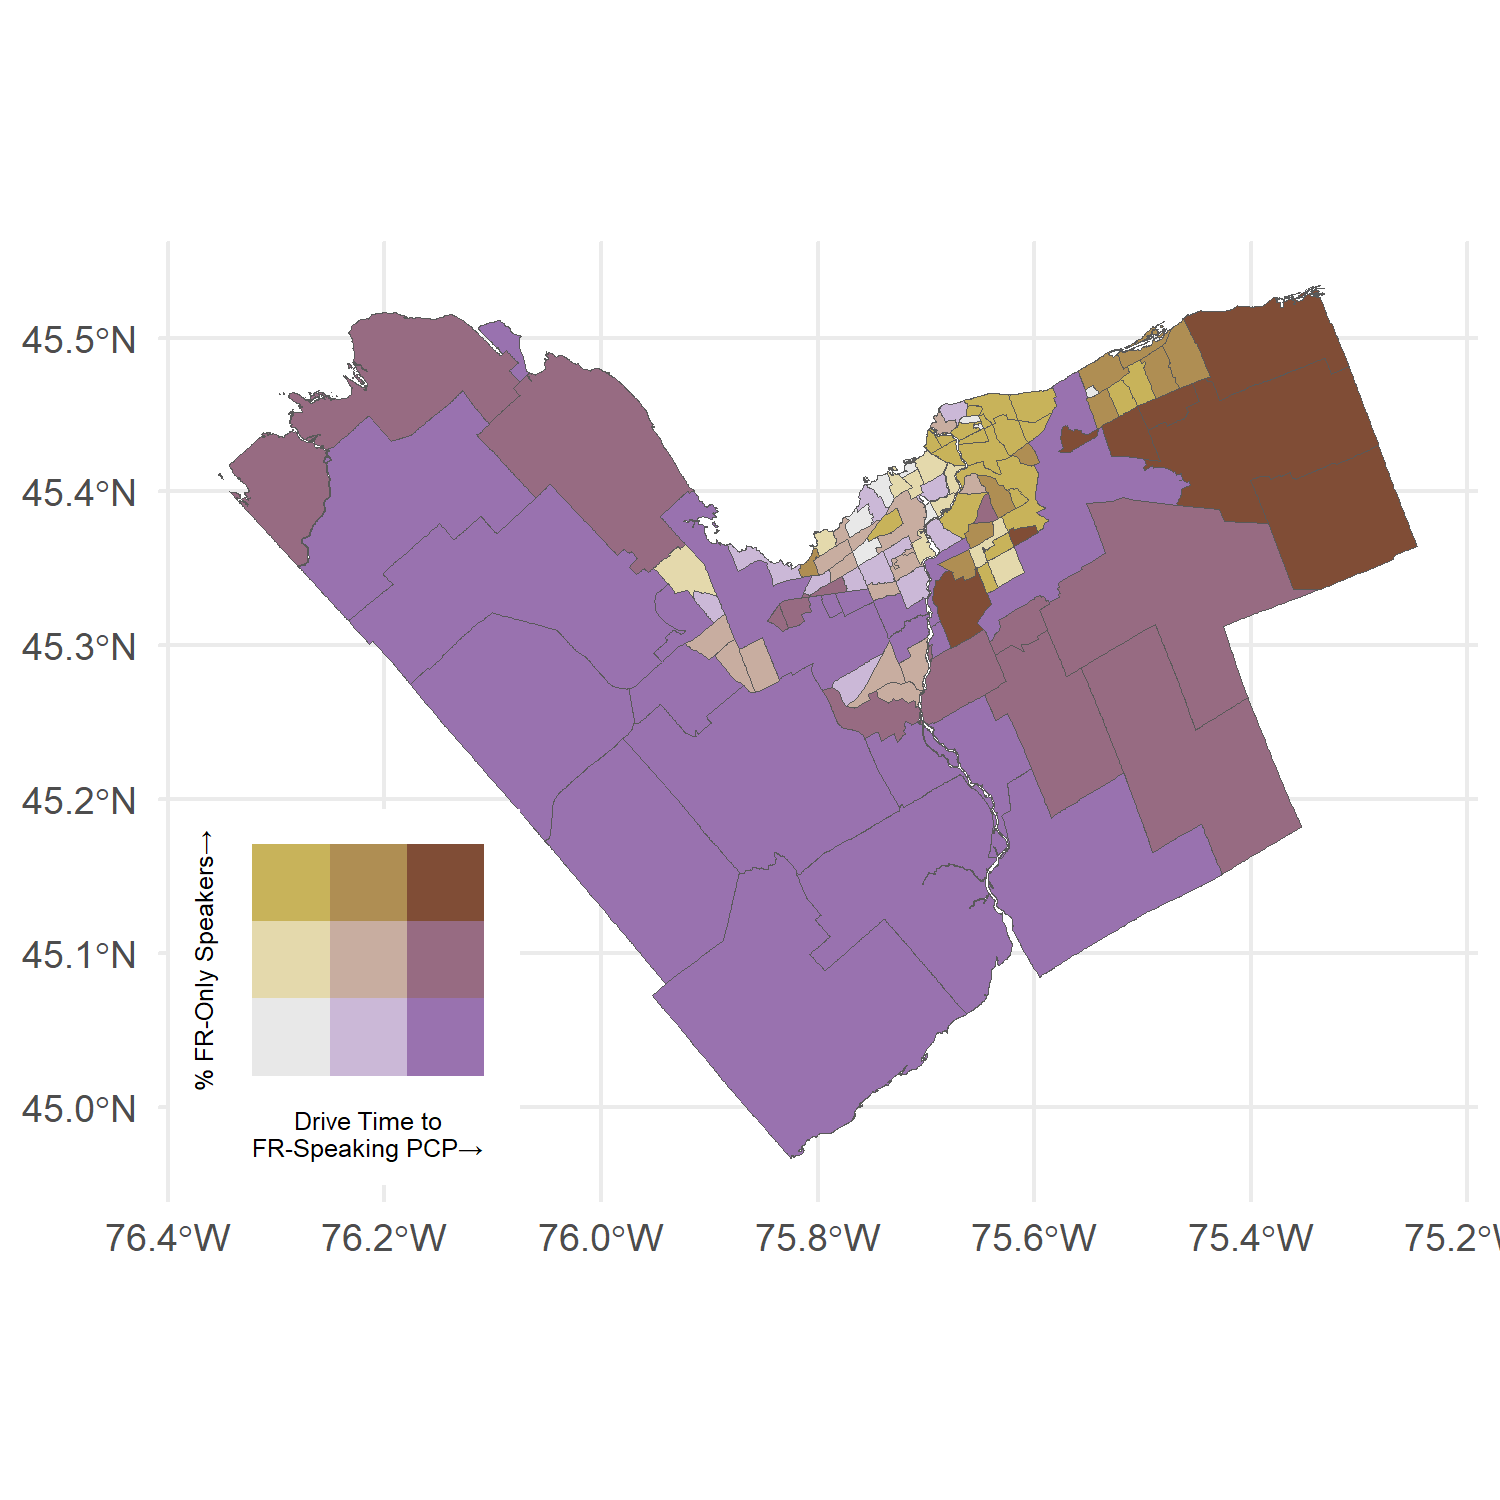 45.5°N
45.4°N
45.3°N
45.2°N
45.1°N
45.0°N
% FR-Only Speakers→
Drive Time to
FR-Speaking PCP→
76.4°W 76.2°W 76.0°W 75.8°W 75.6°W 75.4°W 75.2°W